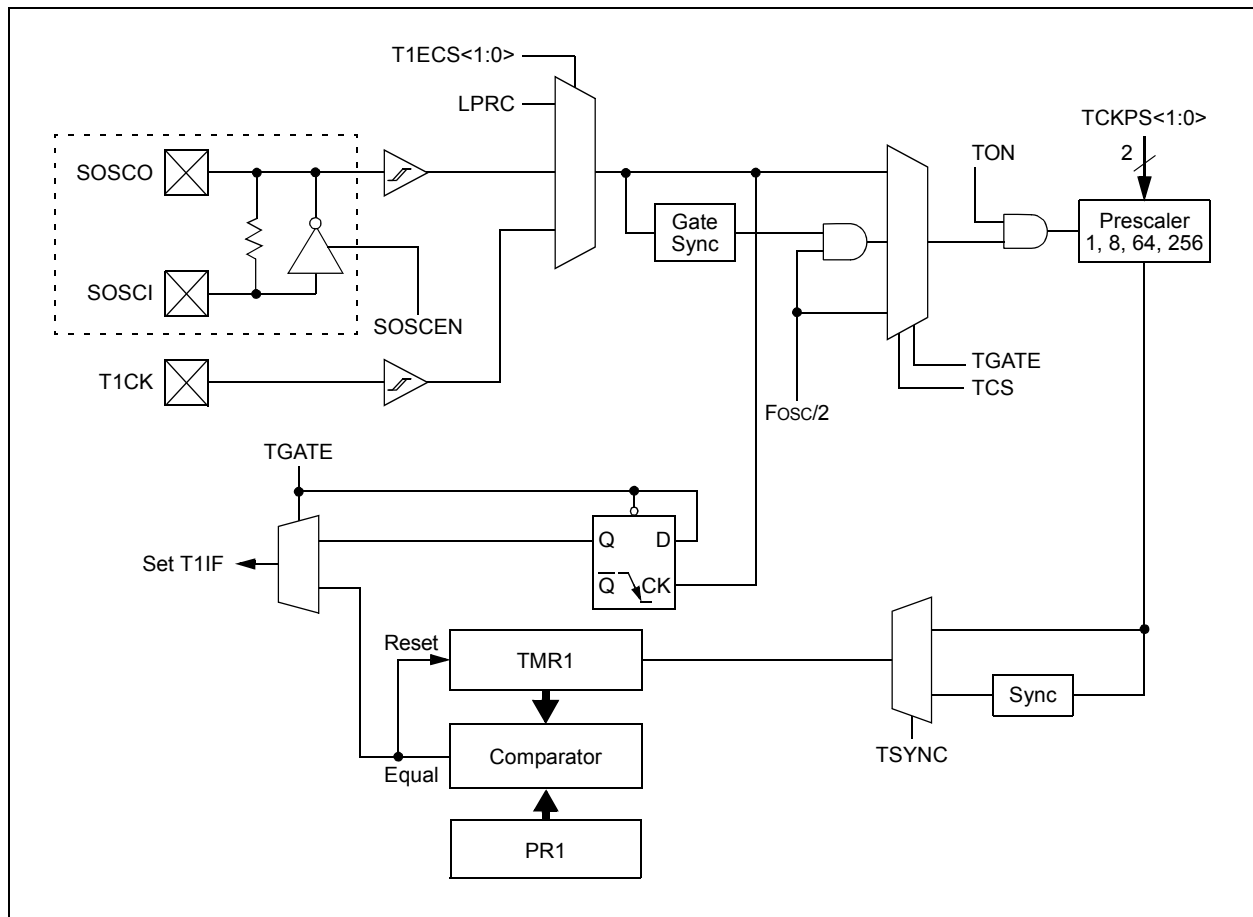 T1ECS<1:0>
LPRC
TCKPS<1:0>
SOSCO
TON
2
Gate
Sync
Prescaler
1, 8, 64, 256
SOSCI
SOSCEN
TGATE
T1CK
TCS
FOSC/2
TGATE
Q D
Set T1IF
Q CK
Reset
TMR1
Sync
Comparator
TSYNC
Equal
PR1